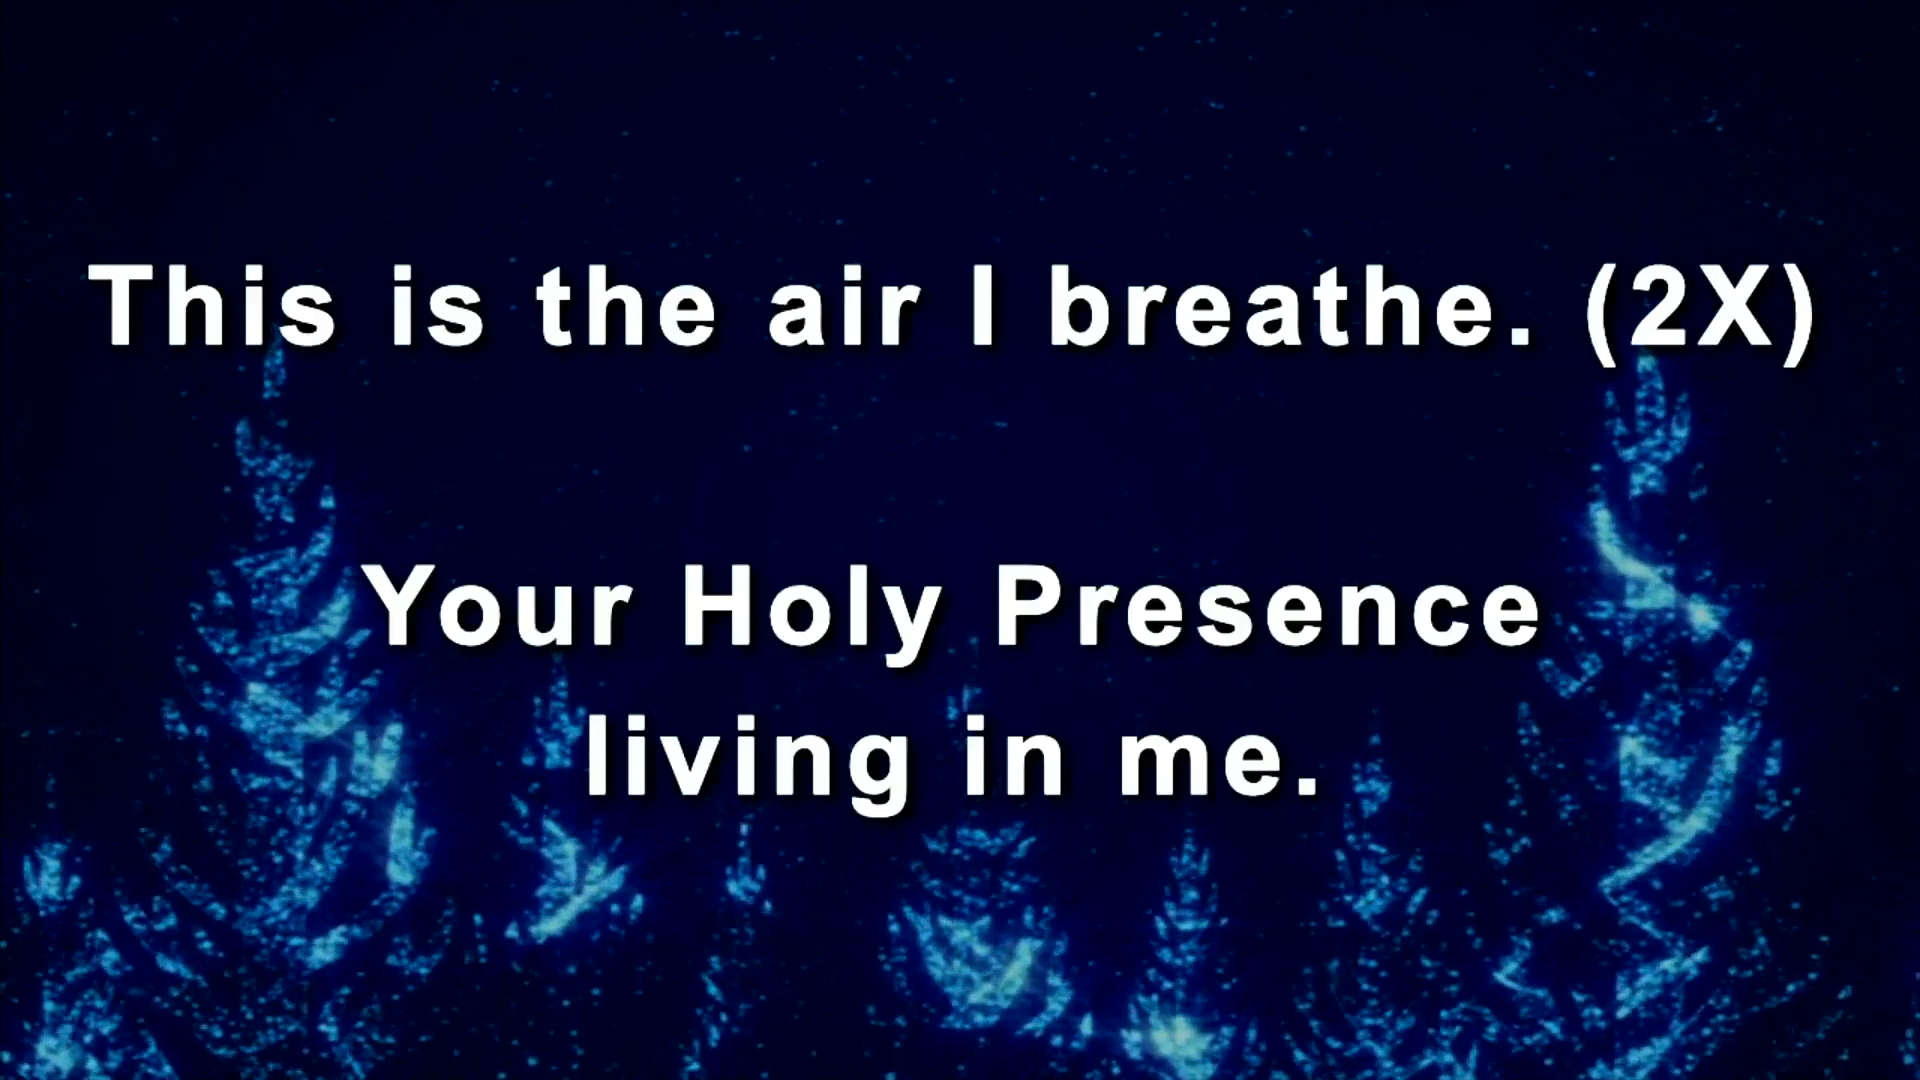 This is the air I breathe. (2X)
Your Holy Presence
living in me.